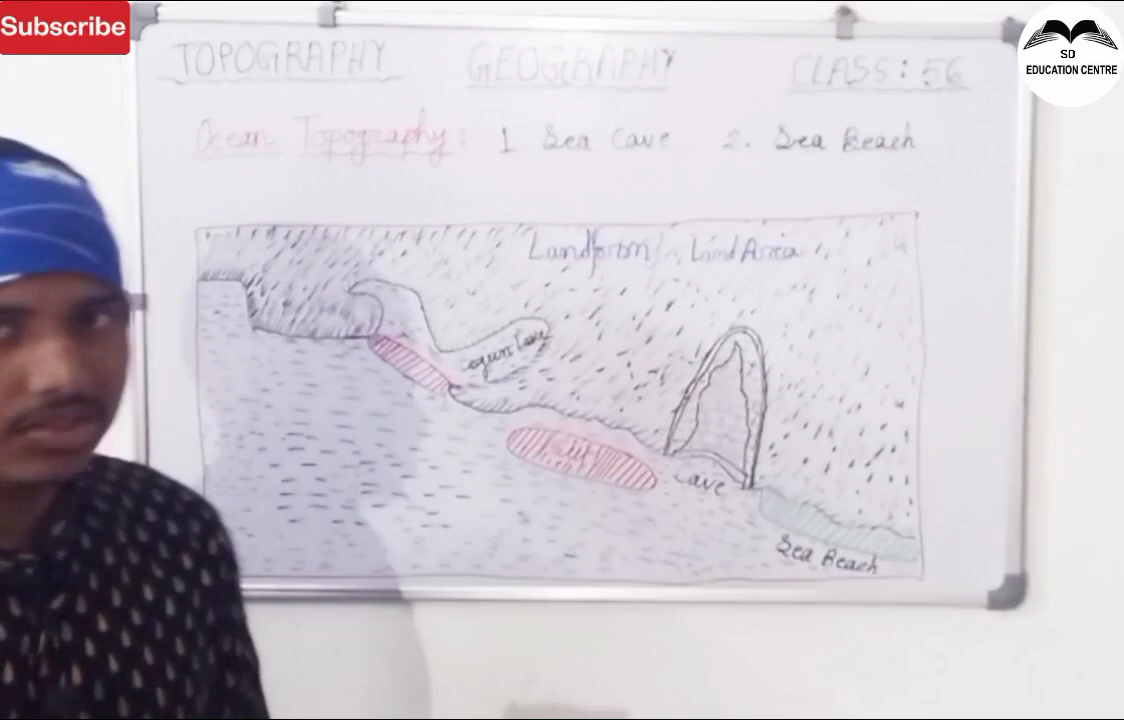 Subscribe
SD
EDUCATION CENTRE
TOPOGRAPHY GEOGRAPHY CLASS: 56
Ocean Topography: 1 Sea Cave 2. Sea Beach
Landform / Land Area
Cave
Sea Beach